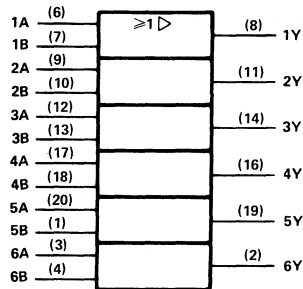 1A (6) ≥1 ▷ (8) 1Y
1B (7)
2A (9) (11) 2Y
2B (10)
3A (12) (14) 3Y
3B (13)
4A (17) (16) 4Y
4B (18)
5A (20) (19) 5Y
5B (1)
6A (3) (2) 6Y
6B (4)